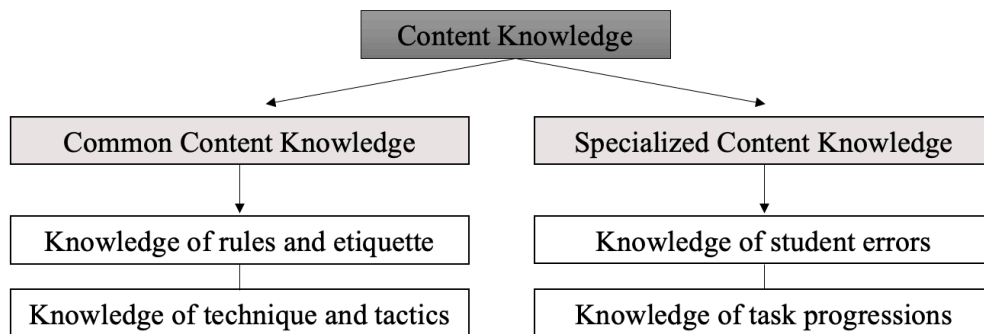 Content Knowledge
Common Content Knowledge
Specialized Content Knowledge
Knowledge of rules and etiquette
Knowledge of student errors
Knowledge of technique and tactics
Knowledge of task progressions